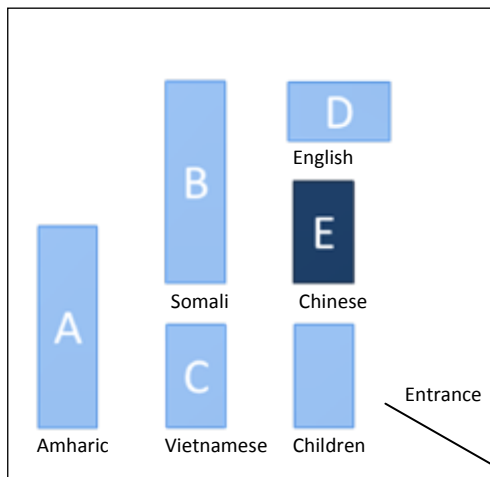 D
English
B
E
Somali
Chinese
A
C
Entrance
Amharic
Vietnamese
Children